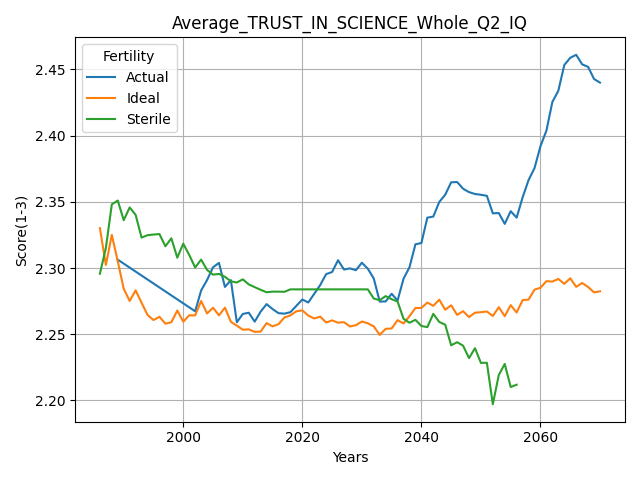 Average_TRUST_IN_SCIENCE_Whole_Q2_IQ
Fertility
Actual
Ideal
Sterile
Score(1-3)
2.45
2.40
2.35
2.30
2.25
2.20
2000 2020 2040 2060
Years